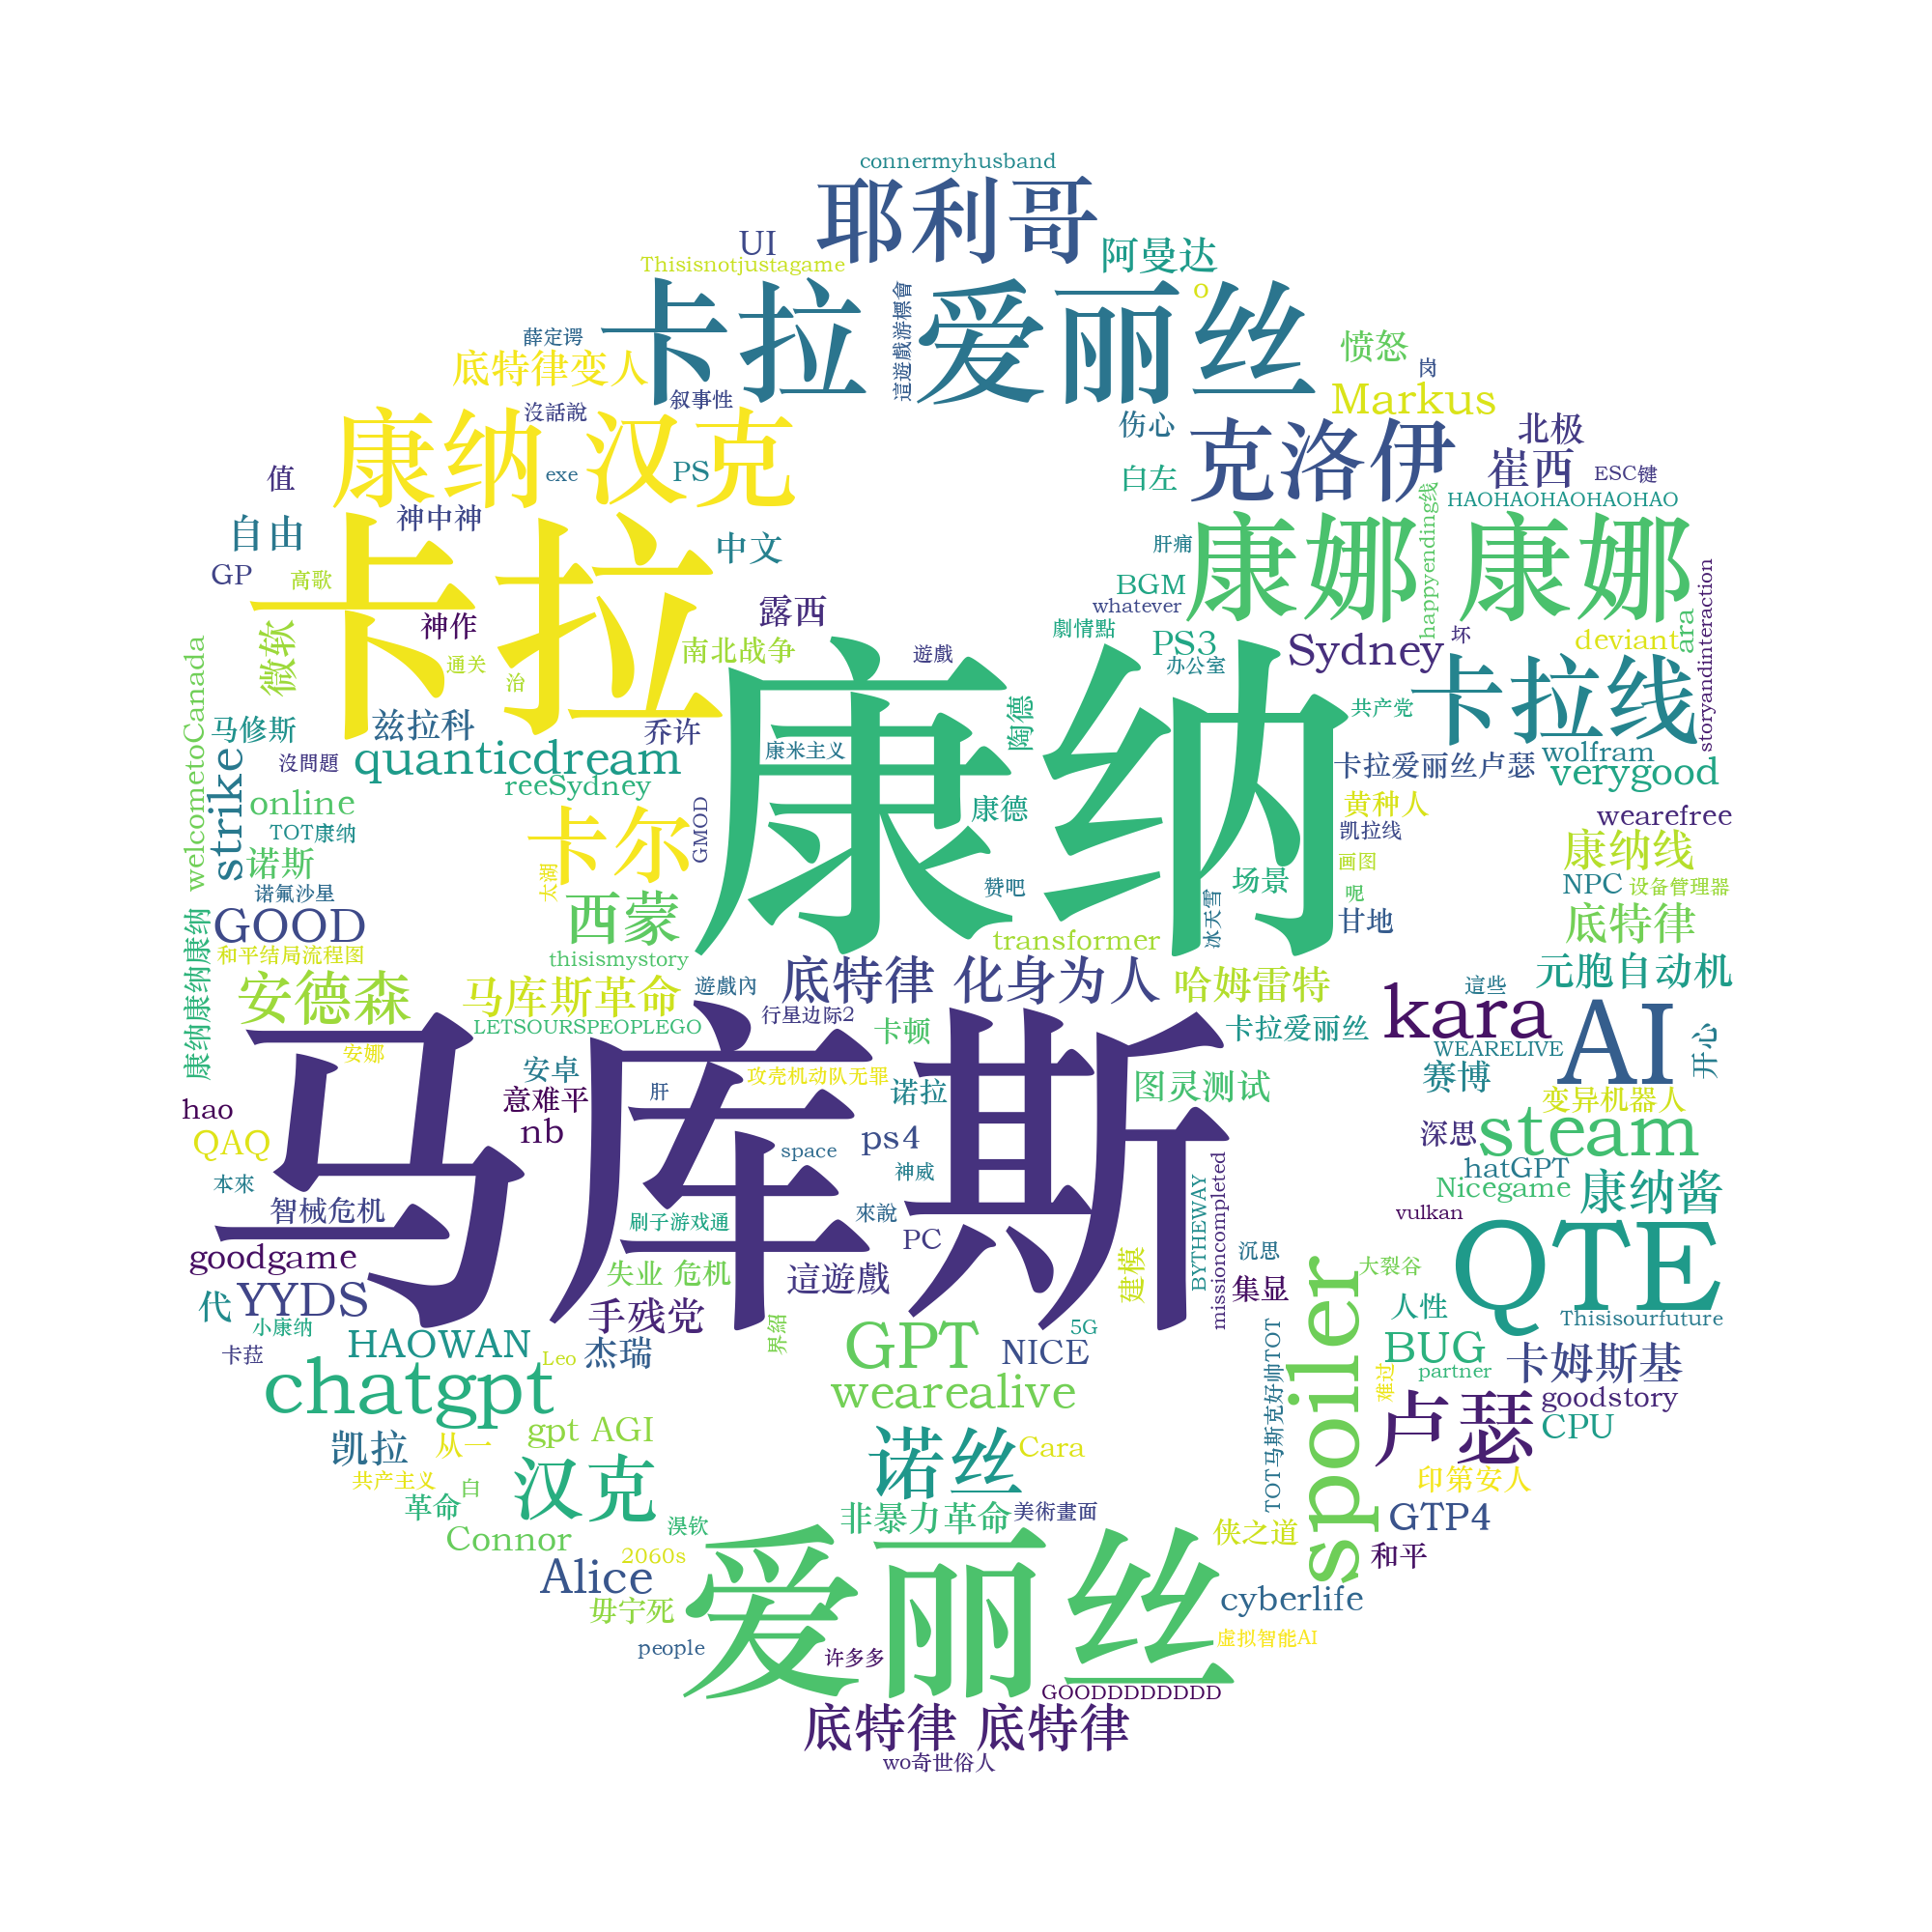 connermyhusband
耶利哥
UI
阿曼达
Thisisnotjustagame
卡拉 爱丽丝
這遊戲游標會
o
薛定谔
底特律变人
愤怒
岗
叙事性
Markus
沒話說
康纳 汉克
伤心
克洛伊
北极
崔西
值
exe
PS
白左
ESC键
HAOHAOHAOHAOHAO
神中神
自由
卡拉
中文
肝痛
康娜 康娜
happyending线
GP
高歌
BGM
storyandinteraction
神作
露西
whatever
微软
通关
南北战争
遊戲
劇情點
PS3
Sydney
坏
deviant
ara
治
办公室
康纳
卡拉线
welcometoCanada
马修斯
兹拉科
乔许
陶德
共产党
沒問題
quanticdream
康米主义
卡拉爱丽丝卢瑟
wolfram
verygood
strike
online
reeSydney
GMOD
康德
黄种人
wearefree
TOT康纳
卡尔
凯拉线
康纳线
诺斯
太湖
场景
画图
诺氟沙星
赞吧
呢
NPC
设备管理器
GOOD
西蒙
冰天雪
甘地
底特律
康纳康纳康纳
和平结局流程图
thisismystory
transformer
安德森
马库斯革命
遊戲內
底特律 化身为人
哈姆雷特
元胞自动机
這些
kara
AI
LETSOURSPEOPLEGO
行星边际2
卡顿
卡拉爱丽丝
安娜
马库斯
WEARELIVE
开心
安卓
攻壳机动队无罪
图灵测试
赛博
hao
意难平
肝
诺拉
变异机器人
QAQ
nb
ps4
深思
steam
space
本來
神威
BYTHEWAY
missioncompleted
hatGPT
Nicegame
康纳酱
智械危机
刷子游戏通
來說
vulkan
goodgame
PC
沉思
QTE
失业 危机
這遊戲
建模
集显
大裂谷
spoiler
代
YYDS
手残党
人性
小康纳
界紹
5G
Thisisourfuture
HAOWAN
GPT
NICE
TOT马斯克好帅TOT
BUG
卡姆斯基
卡菈
Leo
杰瑞
partner
难过
chatgpt
wearealive
卢瑟
goodstory
CPU
gpt AGI
凯拉
从一
诺丝
Cara
共产主义
白
汉克
印第安人
革命
非暴力革命
美術畫面
GTP4
Connor
淏钦
侠之道
2060s
爱丽丝
和平
Alice
毋宁死
cyberlife
people
许多多
虛拟智能AI
GOODDDDDDDD
底特律 底特律
wo奇世俗人